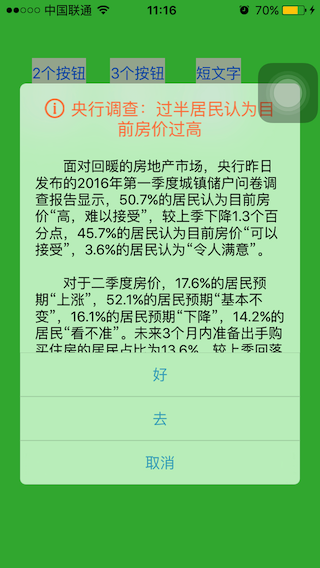 中国联通 11:16 70%
2个按钮 3个按钮 短文字
央行调查：过半居民认为目
前房价过高
面对回暖的房地产市场，央行昨日
发布的2016年第一季度城镇储户问卷调
查报告显示，50.7%的居民认为目前房
价“高，难以接受”，较上季下降1.3个百
分点，45.7%的居民认为目前房价“可以
接受”，3.6%的居民认为“令人满意”。
对于二季度房价，17.6%的居民预
期“上涨”，52.1%的居民预期“基本不
变”，16.1%的居民预期“下降”，14.2%的
居民“看不准”。未来3个月内准备出手购
买住房的居民占比为13.6%，较上季回落
好
去
取消